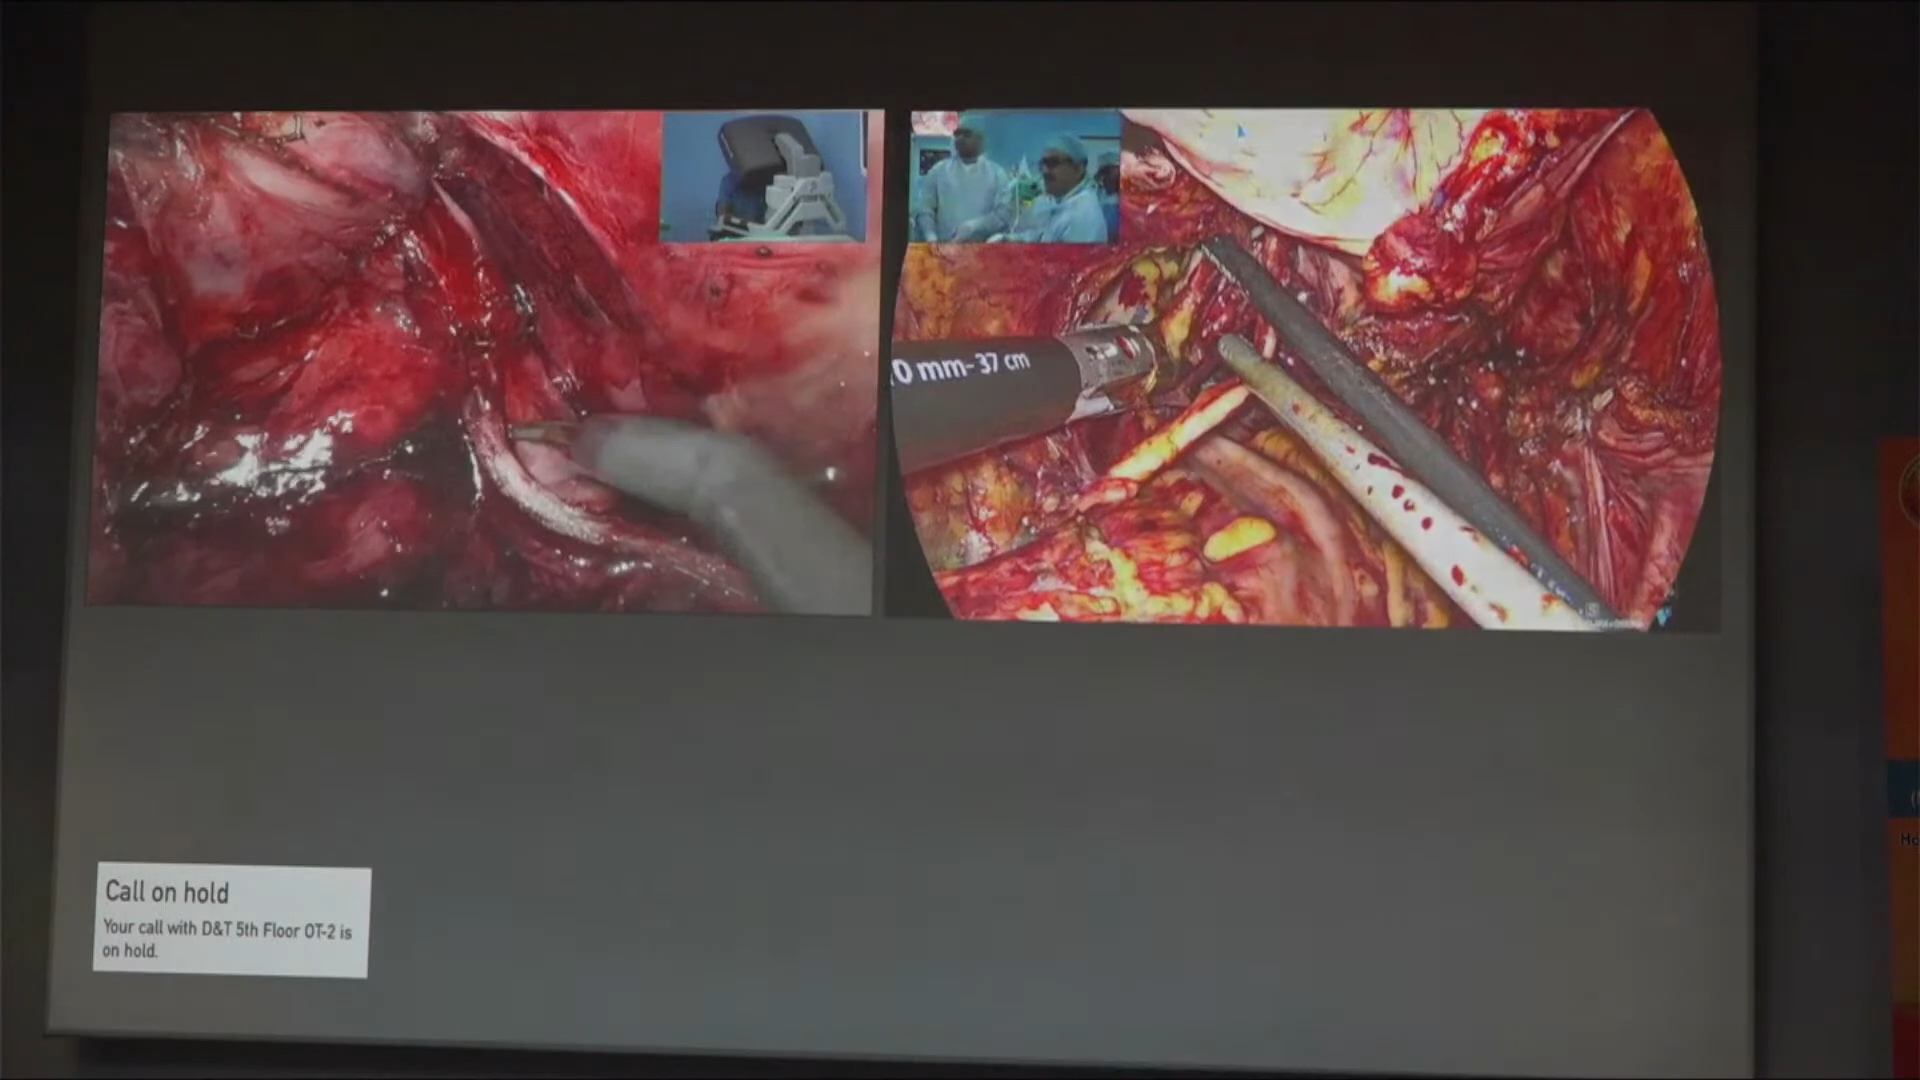 0 mm-37 cm
Call on hold
Your call with D&T 5th Floor OT-2 is
on hold.